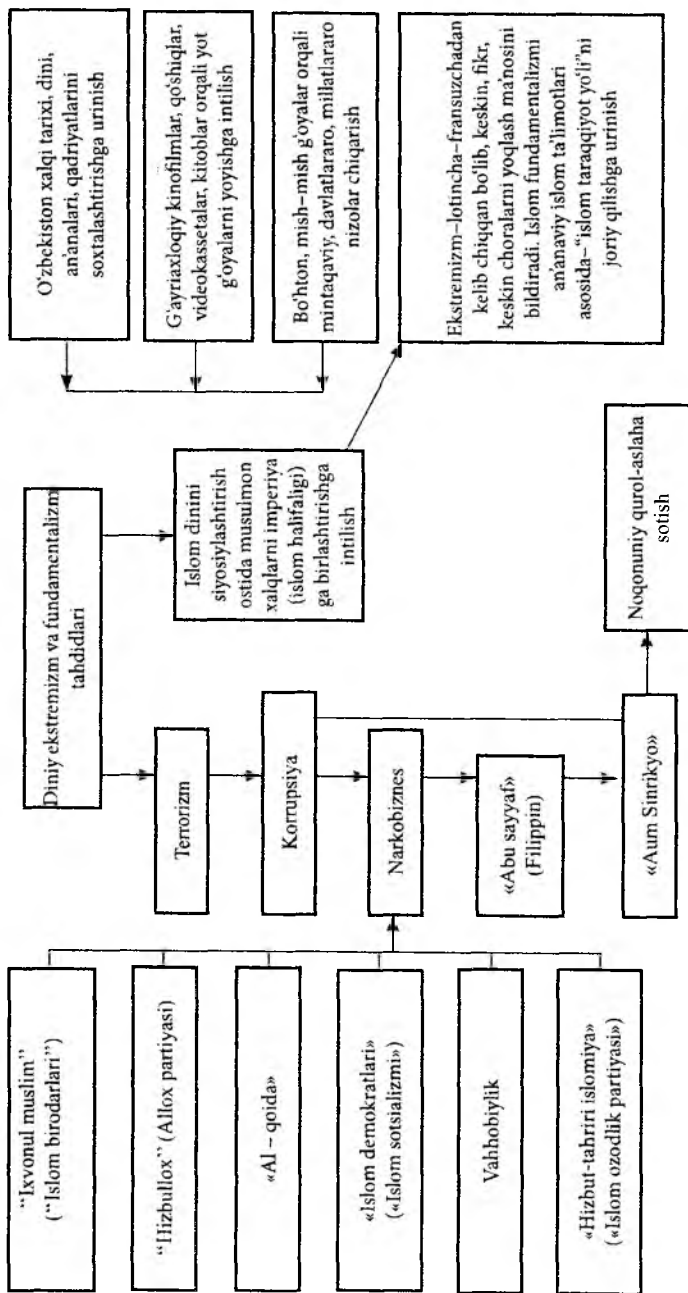 “Ixvonul muslim”
(“Islom birodarlari”)
“Hizbullox” (Allox partiyasi)
«Al – qoida»
«Islom demokratlari»
(«Islom sotsializmi»)
Vahhobiylik
«Hizbut-tahriri islomiya»
(«Islom ozodlik partiyasi»)
Diniy ekstremizm va fundamentalizm
tahdidlari
Terrorizm
Korrupsiya
Narkobiznes
«Abu sayyaf»
(Filippin)
«Aum Sinrikyo»
Noqonuniy qurol-aslaha
sotish
Islom dinini
siyosiylashtirish
ostida musulmon
xalqlarni imperiya
(islom halifaligi)
ga birlashtirishga
intilish
O'zbekiston xalqi tarixi, dini,
an'analari, qadriyatlarini
soxtalashtirishga urinish
G'ayriaxloqiy kinofilmlar, qo'shiqlar,
videokassetalar, kitoblar orqali yot
g'oyalarni yoyishga intilish
Bo'hton, mish–mish g'oyalar orqali
mintaqaviy, davlatlararo, millatlararo
nizolar chiqarish
Ekstremizm–lotincha–fransuzchadan
kelib chiqqan bo'lib, keskin, fikr,
keskin choralarni yoqlash ma'nosini
bildiradi. Islom fundamentalizmi
an'anaviy islom ta'limotlari
asosida–“islom taraqqiyot yo'li”ni
joriy qilishga urinish